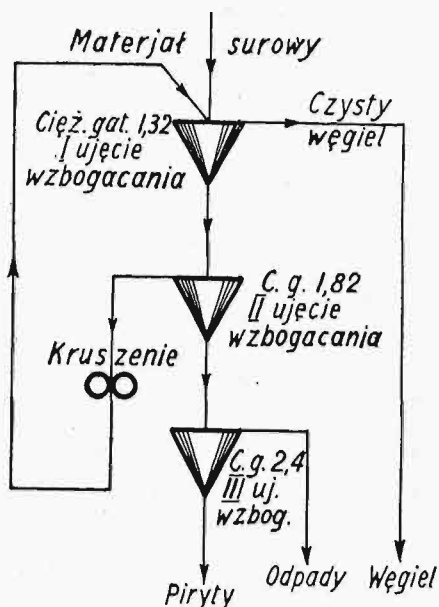 Materjał surowy
Cięż. gat. 1,32
I ujęcie
wzbogacania
Czysty
węgiel
C. g. 1,82
II ujęcie
wzbogacania
Kruszenie
C. g. 2,4
III uj.
wzbog.
Piryty
Odpady
Węgiel